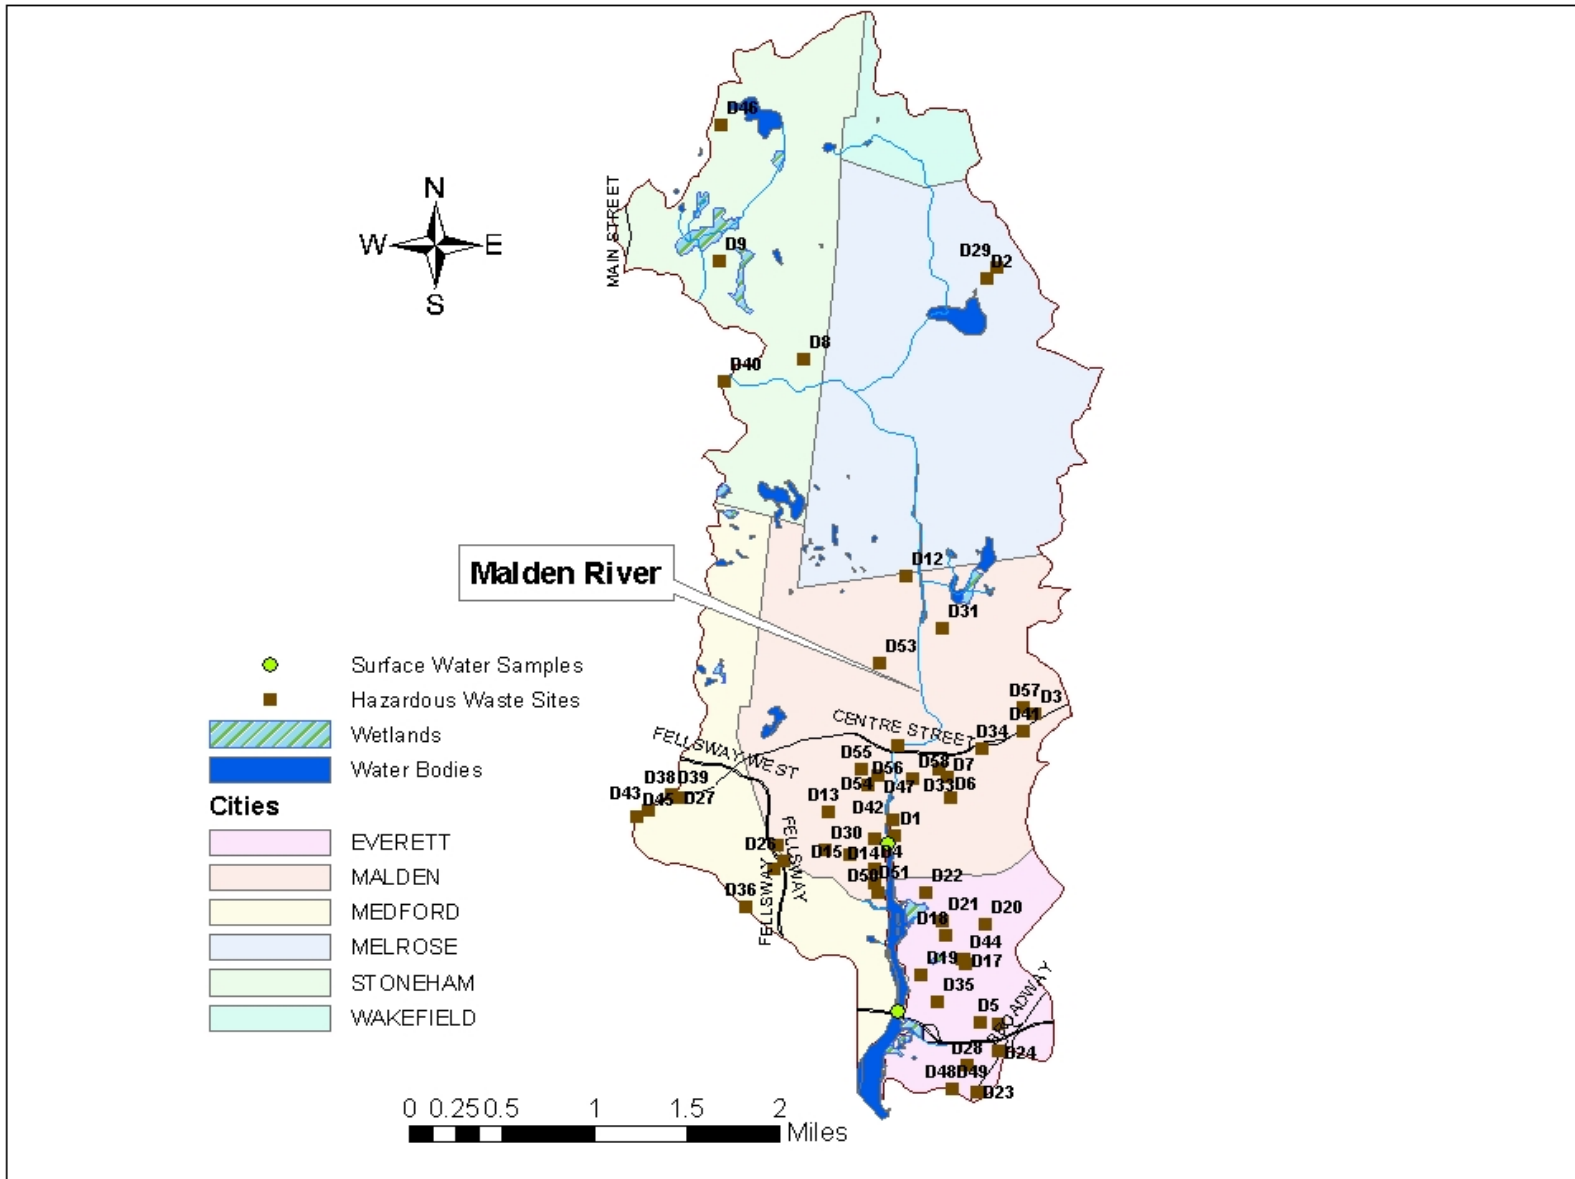 D46
N
W E
S
MAIN STREET
D9
D29 D2
D8
D40
D12
Malden River
D31
D53
Surface Water Samples
Hazardous Waste Sites
Wetlands
Water Bodies
Cities
EVERETT
MALDEN
MEDFORD
MELROSE
STONEHAM
WAKEFIELD
D57 D3
D41
D34
CENTRE STREET
FELLSWAY WEST
D55
D56
D58 D7
D54 D47 D33 D6
D38 D39
D43 D45 D27
D13
D42
D1
D30
D26
D15 D14 D4
FELLSWAY
FELLSWAY
D50 D51
D22
D36
D18 D21 D20
D44
D19 D17
D35
D5
BROADWAY
D28 D24
D48 D49
D23
0 0.25 0.5 1 1.5 2
Miles